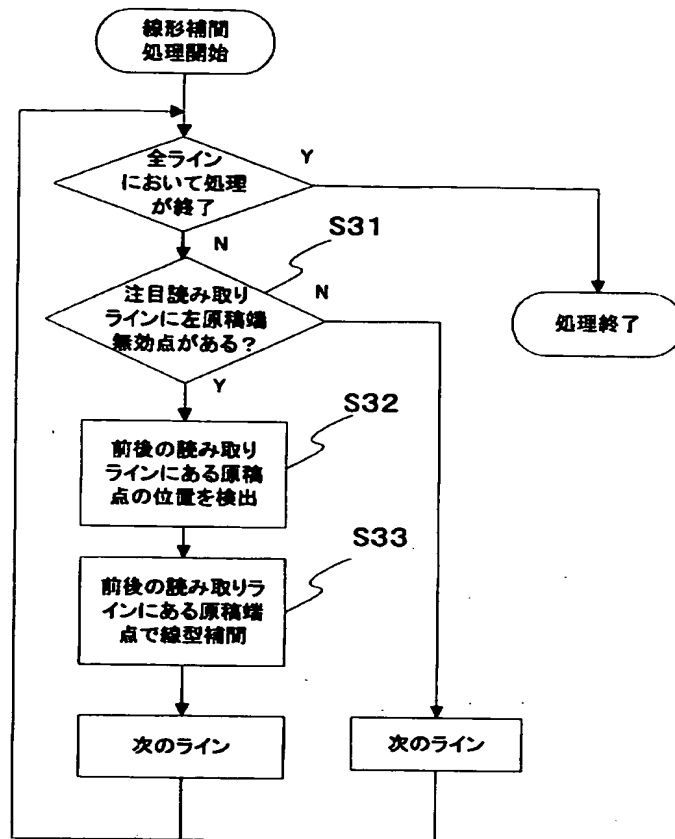 線形補間
処理開始
全ライン
において処理
が終了
Y
N
S31
注目読み取り
ラインに左原稿端
無効点がある？
N
Y
処理終了
S32
前後の読み取り
ラインにある原稿
点の位置を検出
S33
前後の読み取りラ
インにある原稿端
点で線型補間
次のライン
次のライン